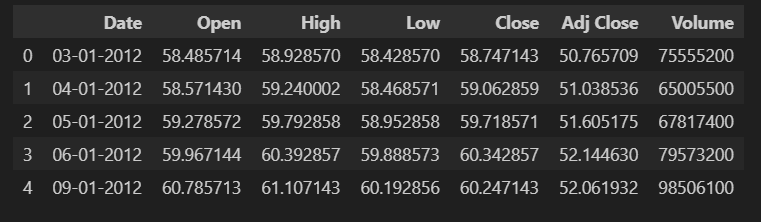 Date Open High Low Close Adj Close Volume
0 03-01-2012 58.485714 58.928570 58.428570 58.747143 50.765709 75555200
1 04-01-2012 58.571430 59.240002 58.468571 59.062859 51.038536 65005500
2 05-01-2012 59.278572 59.792858 58.952858 59.718571 51.605175 67817400
3 06-01-2012 59.967144 60.392857 59.888573 60.342857 52.144630 79573200
4 09-01-2012 60.785713 61.107143 60.192856 60.247143 52.061932 98506100